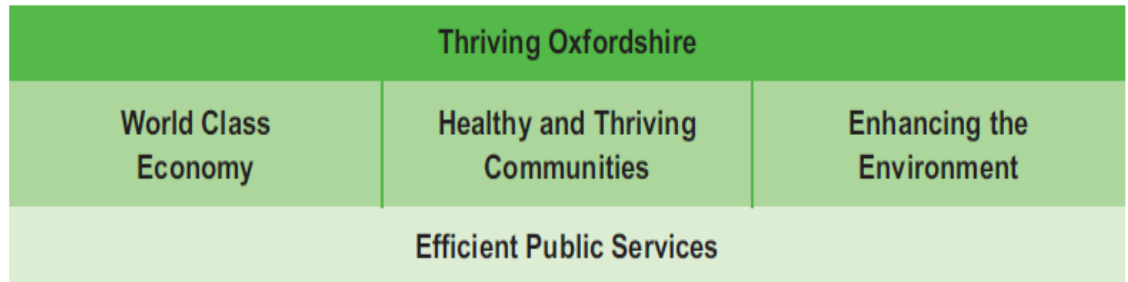 Thriving Oxfordshire
World Class
Economy
Healthy and Thriving
Communities
Enhancing the
Environment
Efficient Public Services